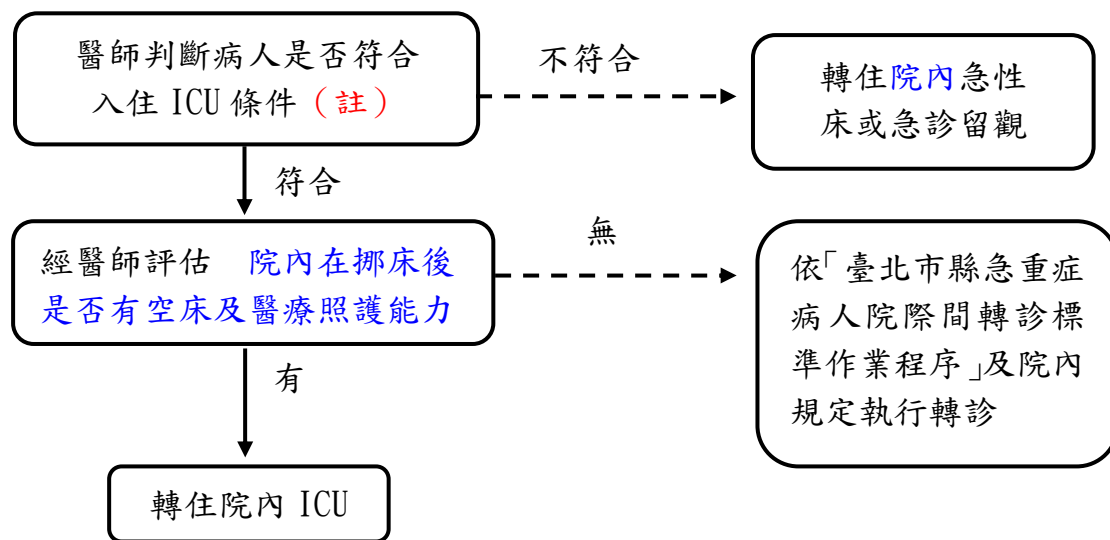 醫師判斷病人是否符合
入住 ICU 條件（註）
不符合
轉住院內急性
床或急診留觀
符合
經醫師評估　院內在挪床後
是否有空床及醫療照護能力
無
依「臺北市縣急重症
病人院際間轉診標
準作業程序」及院內
規定執行轉診
有
轉住院內 ICU